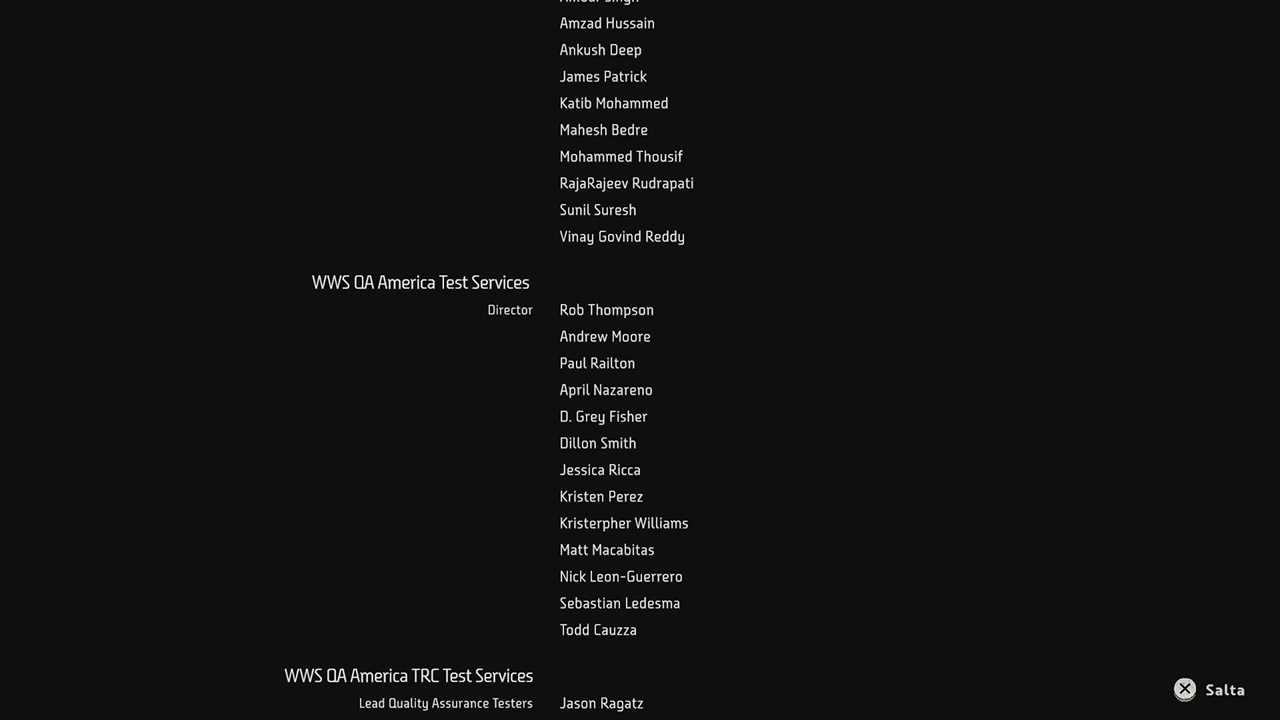 Amzad Hussain
Ankush Deep
James Patrick
Katib Mohammed
Mahesh Bedre
Mohammed Thousif
RajaRajeev Rudrapati
Sunil Suresh
Vinay Govind Reddy
WWS QA America Test Services
Director Rob Thompson
Andrew Moore
Paul Railton
April Nazareno
D. Grey Fisher
Dillon Smith
Jessica Ricca
Kristen Perez
Kristerpher Williams
Matt Macabitas
Nick Leon-Guerrero
Sebastian Ledesma
Todd Cauzza
WWS QA America TRC Test Services
Lead Quality Assurance Testers Jason Ragatz
Salta